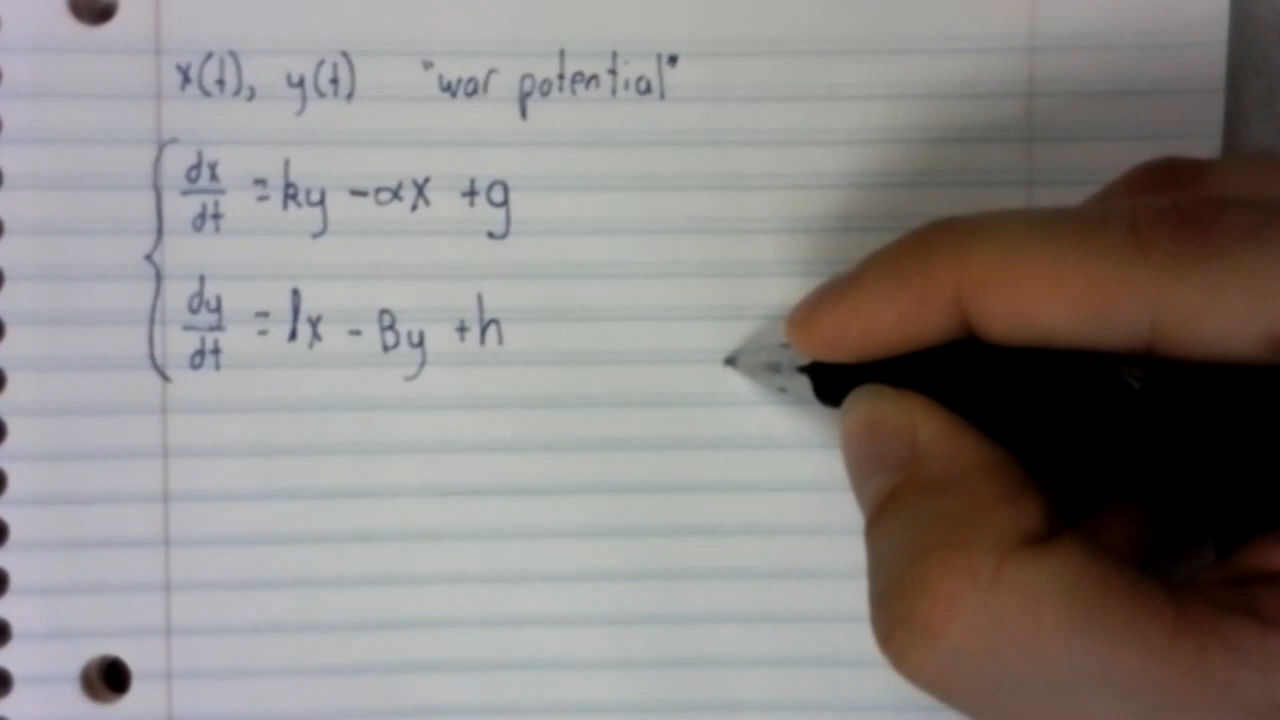 x(t), y(t) "war potential"
dx/dt = ky - αx + g
dy/dt = lx - βy + h